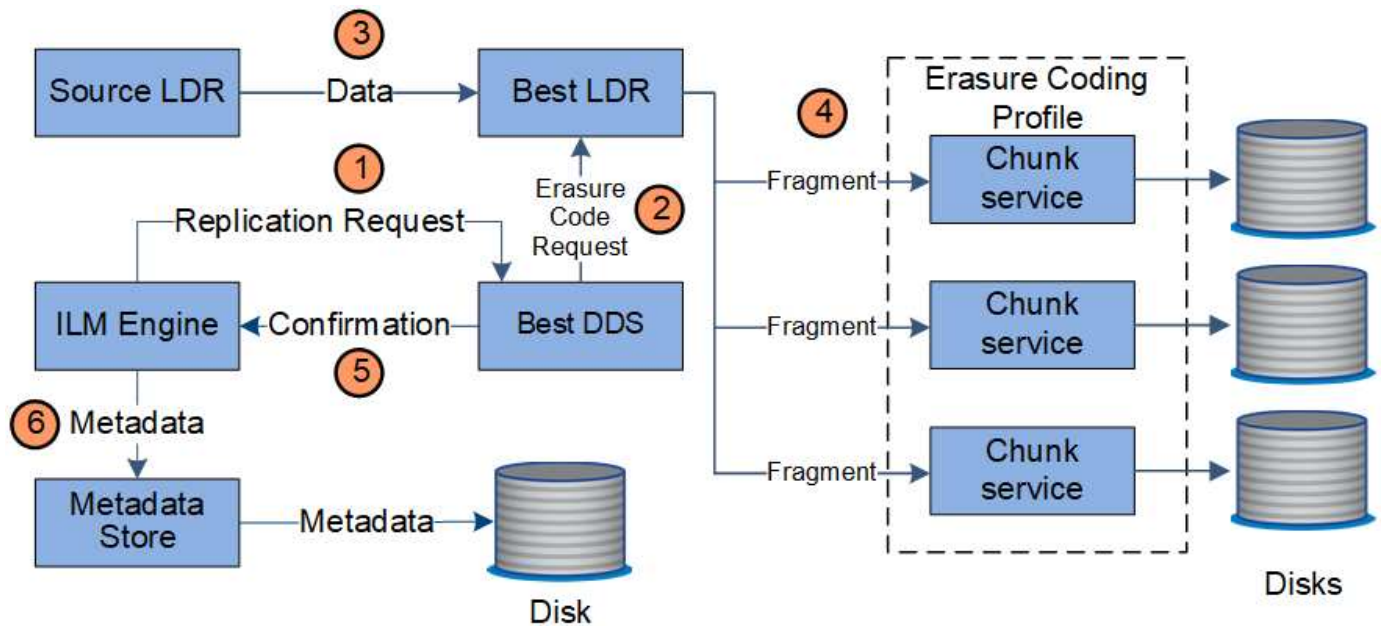 3
Source LDR
Data
Best LDR
4
Erasure Coding
Profile
Chunk
service
Fragment
1
Replication Request
Erasure
Code
Request
2
ILM Engine
Confirmation
Best DDS
5
Fragment
Chunk
service
6
Metadata
Metadata
Store
Metadata
Disk
Fragment
Chunk
service
Disks